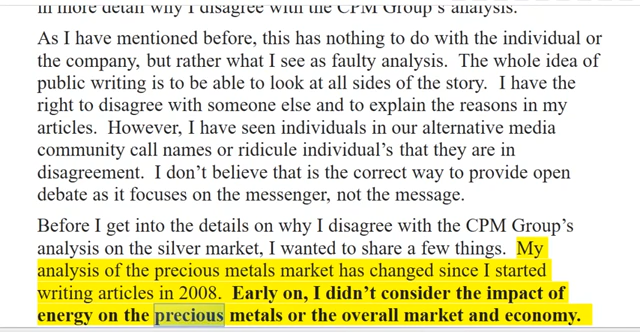 in more detail why I disagree with the CPM Group's analysis.
As I have mentioned before, this has nothing to do with the individual or
the company, but rather what I see as faulty analysis.  The whole idea of
public writing is to be able to look at all sides of the story.  I have the
right to disagree with someone else and to explain the reasons in my
articles.  However, I have seen individuals in our alternative media
community call names or ridicule individual's that they are in
disagreement.  I don't believe that is the correct way to provide open
debate as it focuses on the messenger, not the message.
Before I get into the details on why I disagree with the CPM Group's
analysis on the silver market, I wanted to share a few things.  My
analysis of the precious metals market has changed since I started
writing articles in 2008.  Early on, I didn't consider the impact of
energy on the precious metals or the overall market and economy.